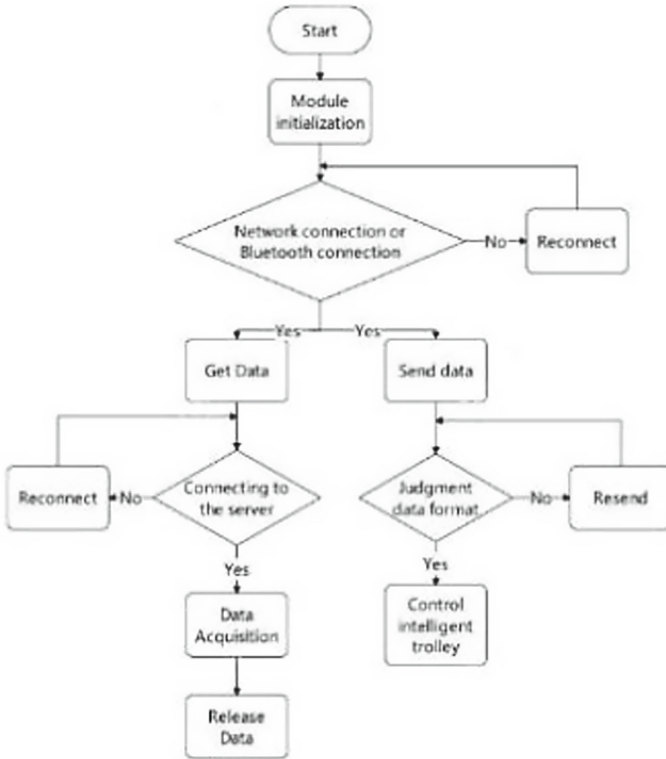 Start
Module
initialization
Network connection or
Bluetooth connection
No
Reconnect
Yes
Yes
Get Data
Send data
Reconnect
No
Connecting to
the server
Judgment
data format
No
Resend
Yes
Yes
Data
Acquisition
Control
intelligent
trolley
Release
Data